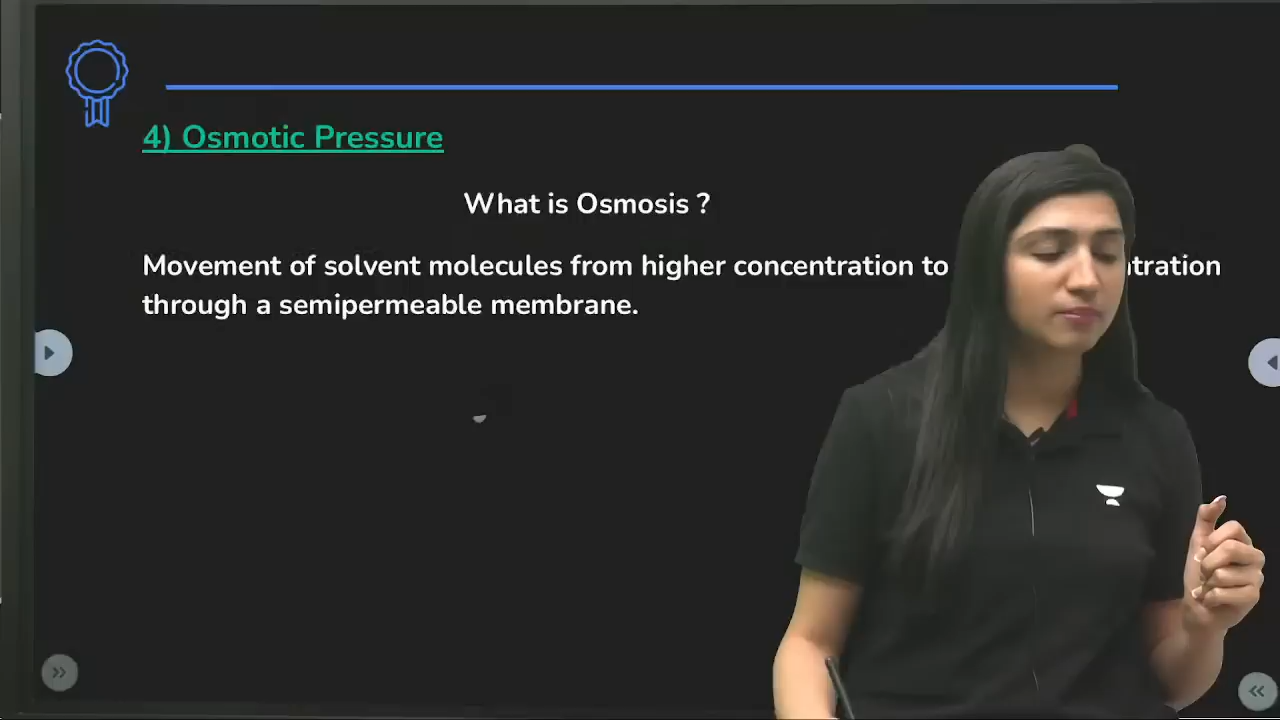 4) Osmotic Pressure
What is Osmosis ?
Movement of solvent molecules from higher concentration to
through a semipermeable membrane.